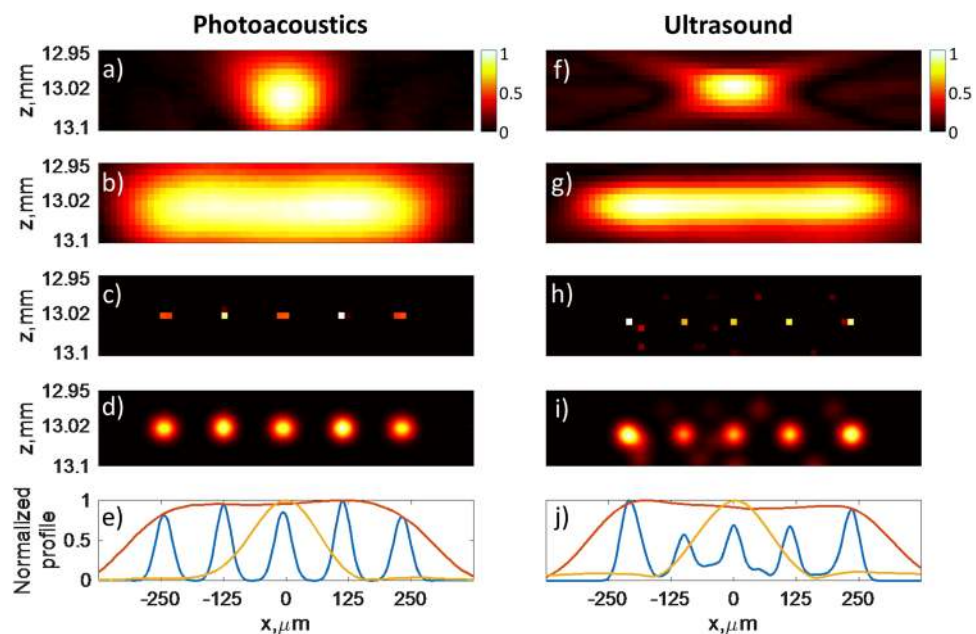 Photoacoustics Ultrasound
12.95
z,mm 13.02
13.1
a)
1
0.5
0
f)
1
0.5
0
12.95
z,mm 13.02
13.1
b)
g)
12.95
z,mm 13.02
13.1
c)
h)
12.95
z,mm 13.02
13.1
d)
i)
Normalized
profile
1
0.5
0
e)
j)
-250 -125 0 125 250
-250 -125 0 125 250
x,μm x,μm